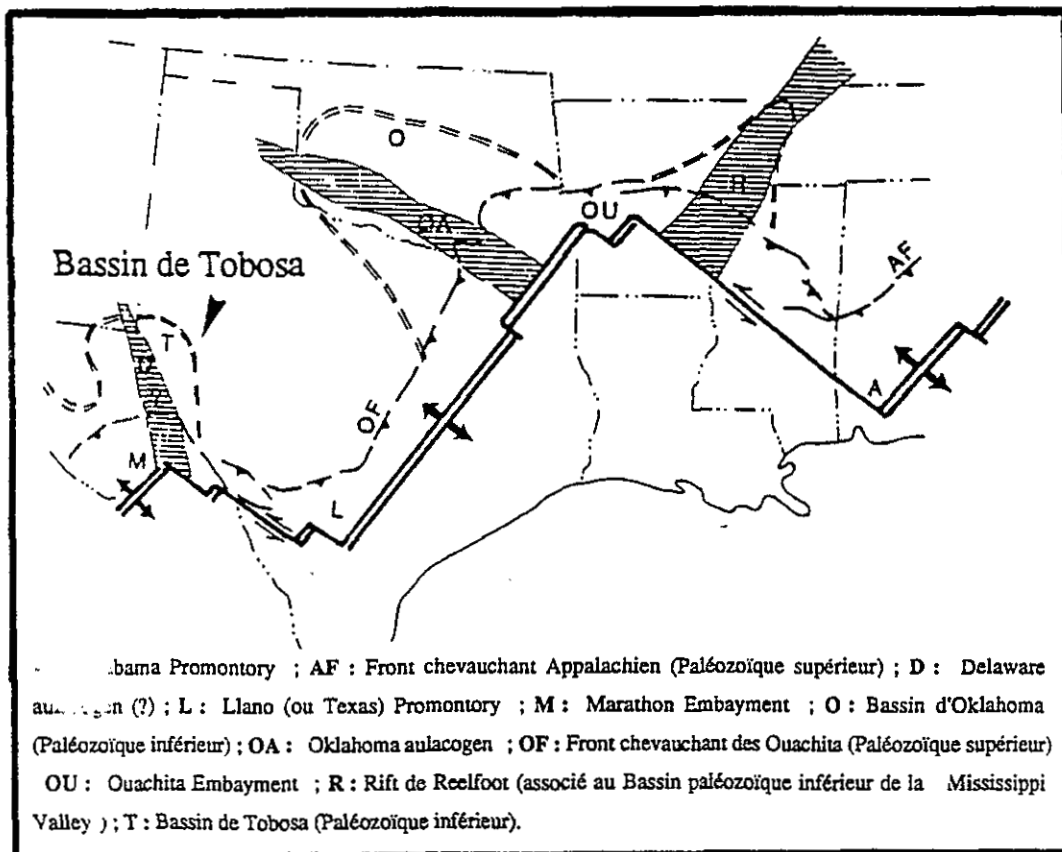 O
R
OU
OA
AF
Bassin de Tobosa
T
D
A
OF
M
L
bama Promontory ; AF : Front chevauchant Appalachien (Paléozoïque supérieur) ; D : Delaware
(?) ; L : Llano (ou Texas) Promontory ; M : Marathon Embayment ; O : Bassin d'Oklahoma
(Paléozoïque inférieur) ; OA : Oklahoma aulacogen ; OF : Front chevauchant des Ouachita (Paléozoïque supérieur)
OU : Ouachita Embayment ; R : Rift de Reelfoot (associé au Bassin paléozoïque inférieur de la Mississippi
Valley ) ; T : Bassin de Tobosa (Paléozoïque inférieur).